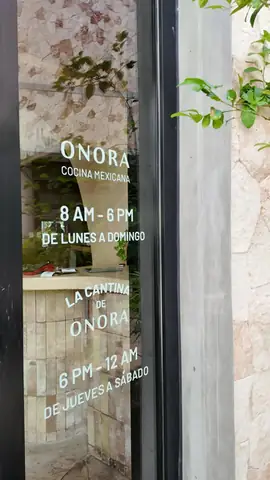 ONORA
COCINA MEXICANA
8 AM - 6 PM
DE LUNES A DOMINGO
LA CANTINA
DE
ONORA
6 PM - 12 AM
DE JUEVES A SÁBADO